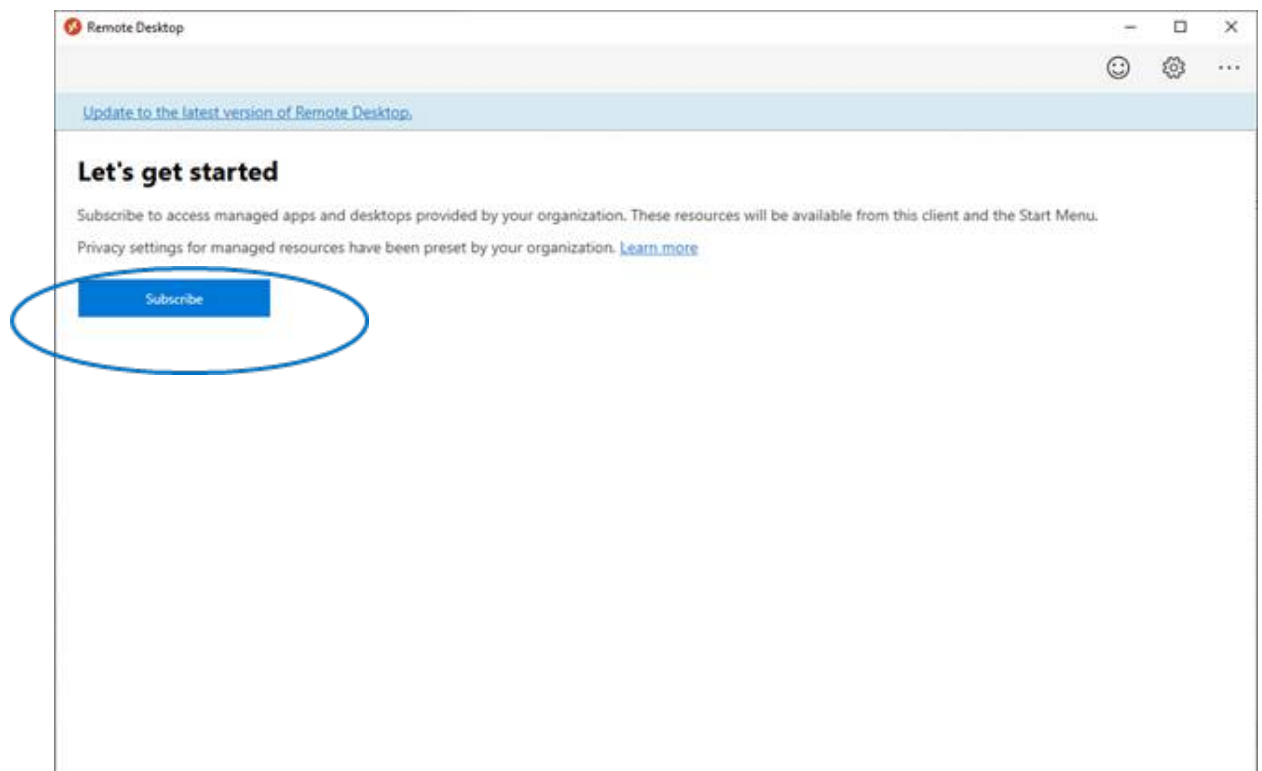 Remote Desktop
Update to the latest version of Remote Desktop.
Let's get started
Subscribe to access managed apps and desktops provided by your organization. These resources will be available from this client and the Start Menu.
Privacy settings for managed resources have been preset by your organization. Learn more
Subscribe